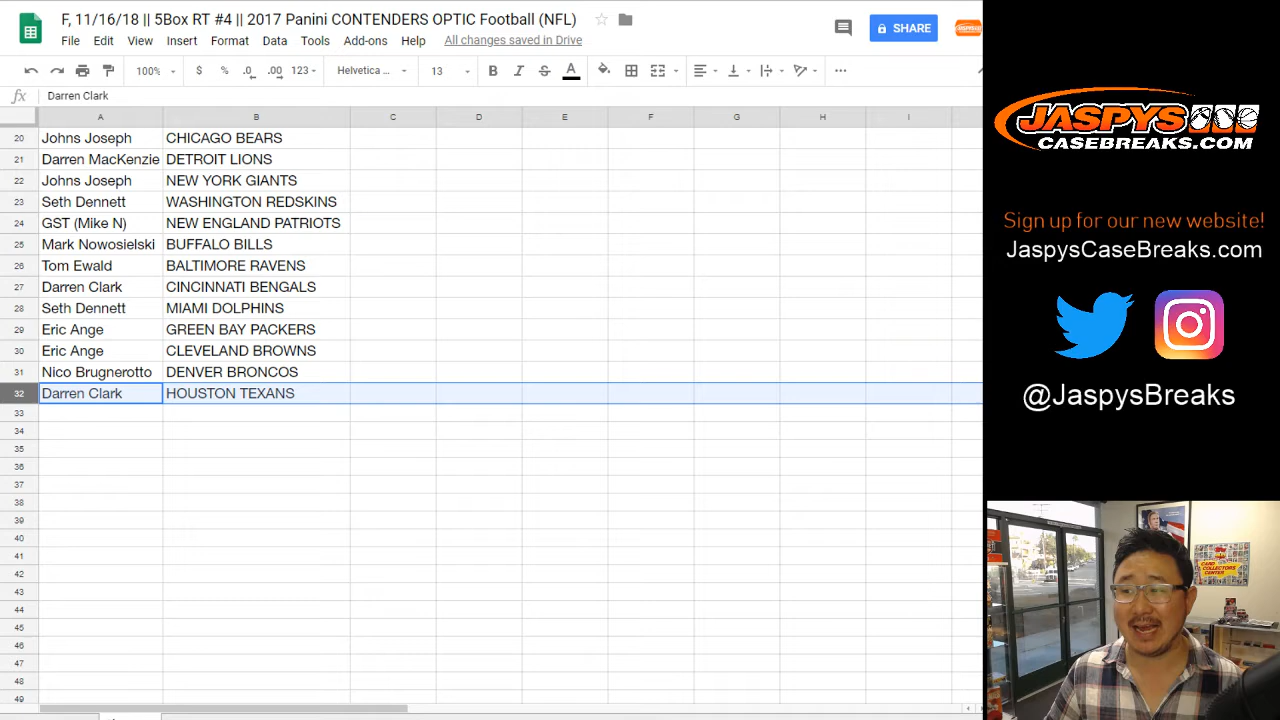 F, 11/16/18 || 5Box RT #4 || 2017 Panini CONTENDERS OPTIC Football (NFL)
File Edit View Insert Format Data Tools Add-ons Help All changes saved in Drive
SHARE
100% $ % .0 .00 123 Helvetica ... 13 B I S A
fx Darren Clark
A B C D E F G H I
20 Johns Joseph CHICAGO BEARS
21 Darren MacKenzie DETROIT LIONS
22 Johns Joseph NEW YORK GIANTS
23 Seth Dennett WASHINGTON REDSKINS
24 GST (Mike N) NEW ENGLAND PATRIOTS
25 Mark Nowosielski BUFFALO BILLS
26 Tom Ewald BALTIMORE RAVENS
27 Darren Clark CINCINNATI BENGALS
28 Seth Dennett MIAMI DOLPHINS
29 Eric Ange GREEN BAY PACKERS
30 Eric Ange CLEVELAND BROWNS
31 Nico Brugnerotto DENVER BRONCOS
32 Darren Clark HOUSTON TEXANS
33
34
35
36
37
38
39
40
41
42
43
44
45
46
47
48
49
JASPYS
CASEBREAKS.COM
Sign up for our new website!
JaspysCaseBreaks.com
@JaspysBreaks
CARD
COLLECTORS
CENTER